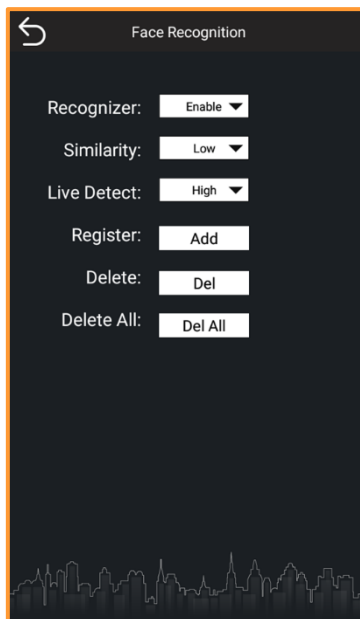 Face Recognition
Recognizer: Enable
Similarity: Low
Live Detect: High
Register: Add
Delete: Del
Delete All: Del All